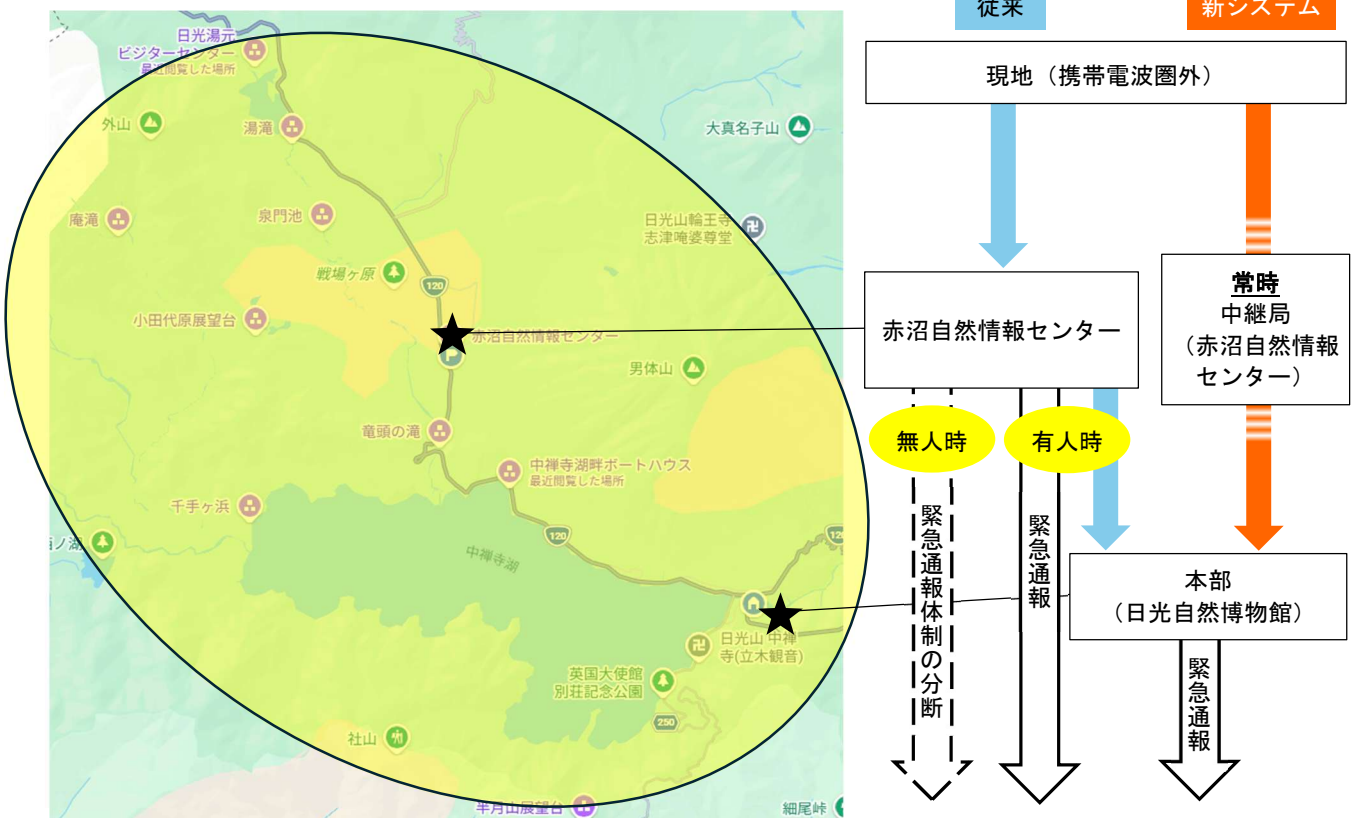 従来
新システム
日光湯元
ビジターセンター
最近閲覧した場所
外山
湯滝
大真名子山
庵滝
泉門池
日光山輪王寺
志津唵婆尊堂
戦場ヶ原
120
小田代原展望台
赤沼自然情報センター
P
男体山
竜頭の滝
中禅寺湖畔ボートハウス
最近閲覧した場所
千手ヶ浜
ノ湖
120
中禅寺湖
日光山 中禅
寺(立木観音)
英国大使館
別荘記念公園
250
社山
半月山展望台
細尾峠
現地（携帯電波圏外）
赤沼自然情報センター
常時
中継局
（赤沼自然情報
センター）
無人時
有人時
緊急通報体制の分断
緊急通報
本部
（日光自然博物館）
緊急通報